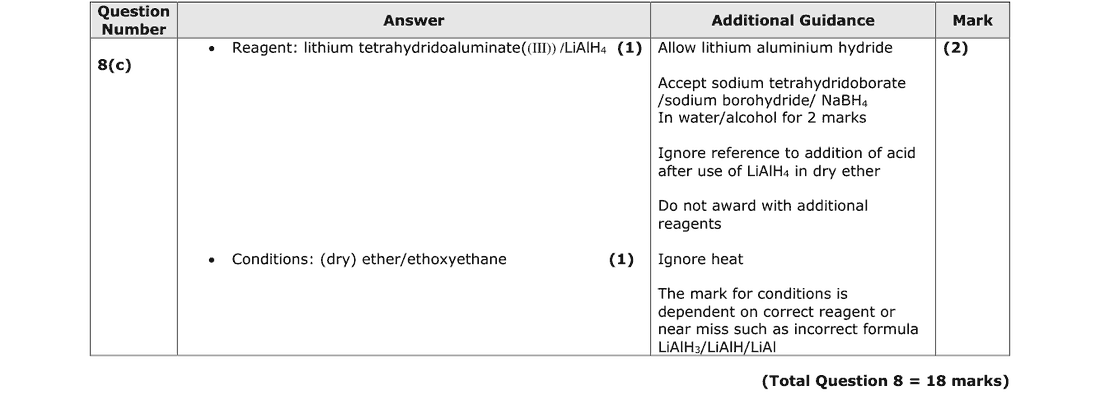 Question Number Answer Additional Guidance Mark
8(c)
• Reagent: lithium tetrahydridoaluminate((III)) /LiAlH₄ (1)
Allow lithium aluminium hydride
(2)
Accept sodium tetrahydridoborate
/sodium borohydride/ NaBH₄
In water/alcohol for 2 marks
Ignore reference to addition of acid
after use of LiAlH₄ in dry ether
Do not award with additional
reagents
• Conditions: (dry) ether/ethoxyethane (1)
Ignore heat
The mark for conditions is
dependent on correct reagent or
near miss such as incorrect formula
LiAlH₃/LiAlH/LiAl
(Total Question 8 = 18 marks)